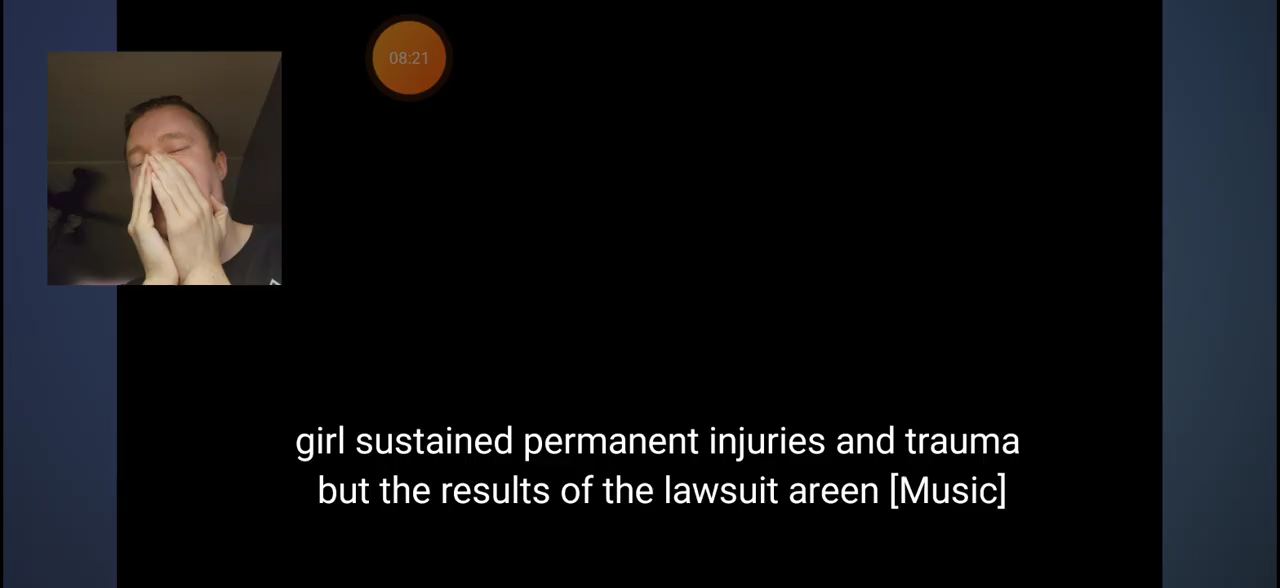 08:21
girl sustained permanent injuries and trauma
but the results of the lawsuit areen [Music]